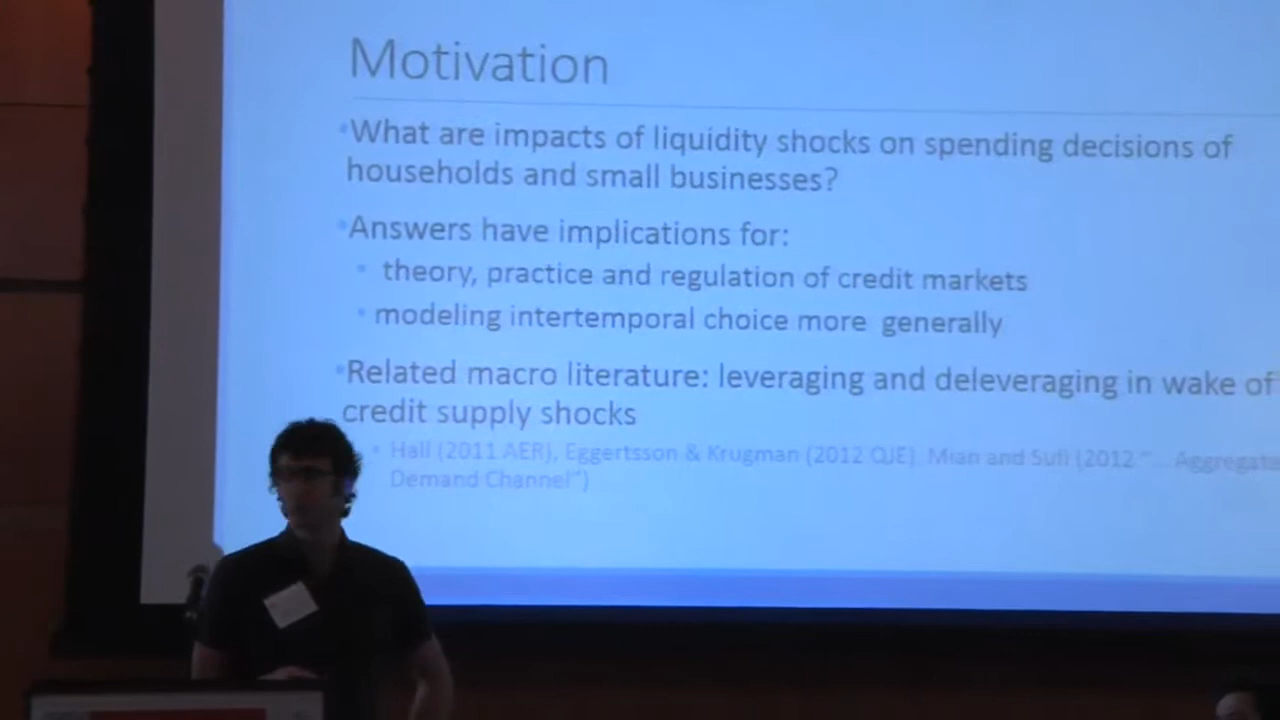 Motivation
•What are impacts of liquidity shocks on spending decisions of
households and small businesses?
•Answers have implications for:
• theory, practice and regulation of credit markets
• modeling intertemporal choice more generally
•Related macro literature: leveraging and deleveraging in wake of
credit supply shocks
• Hall (2011 AER), Eggertsson & Krugman (2012 QJE), Mian and Sufi (2012 "... Aggregate
Demand Channel")